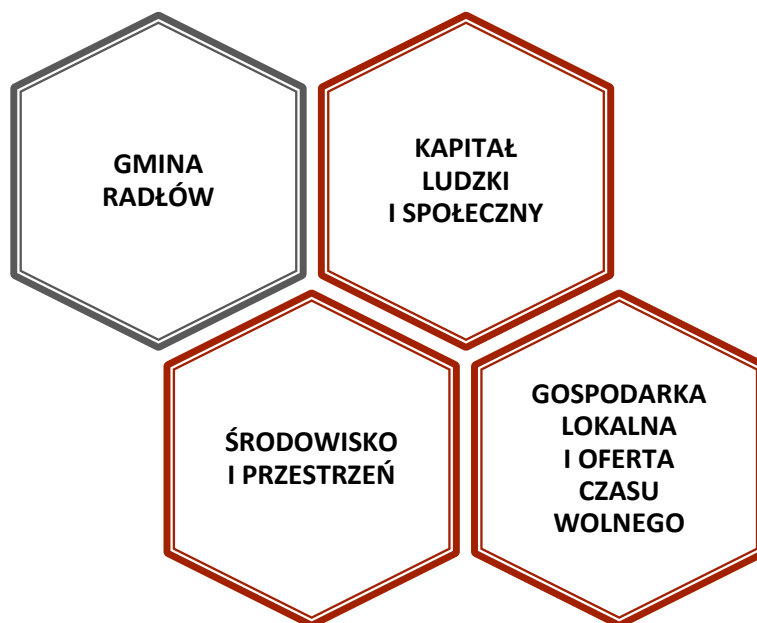 GMINA
RADŁÓW
KAPITAŁ
LUDZKI
I SPOŁECZNY
ŚRODOWISKO
I PRZESTRZEŃ
GOSPODARKA
LOKALNA
I OFERTA
CZASU
WOLNEGO